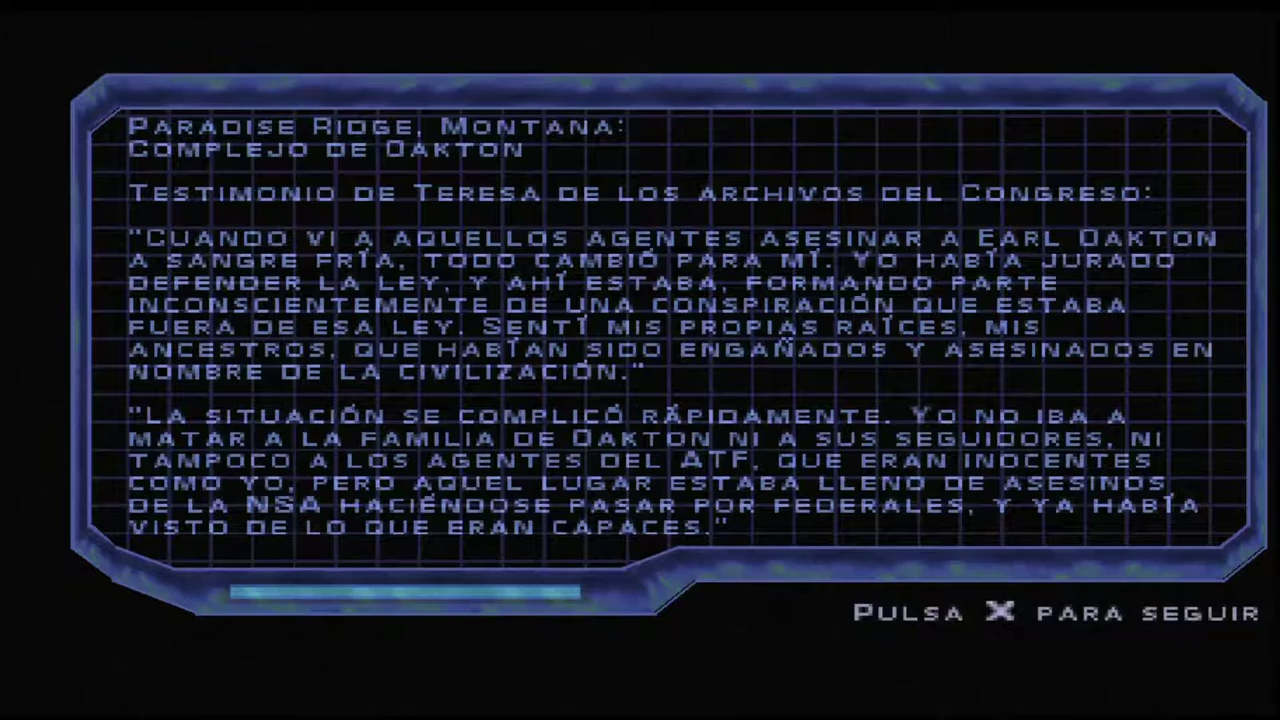 Paradise Ridge, Montana:
Complejo de Oakton
Testimonio de Teresa de los archivos del Congreso:
"Cuando vi a aquellos agentes asesinar a Earl Oakton
a sangre fría, todo cambió para mí. Yo había jurado
defender la ley, y ahí estaba, formando parte
inconscientemente de una conspiración que estaba
fuera de esa ley. Sentí mis propias raíces, mis
ancestros, que habían sido engañados y asesinados en
nombre de la civilización."
"La situación se complicó rápidamente. Yo no iba a
matar a la familia de Oakton ni a sus seguidores, ni
tampoco a los agentes del ATF, que eran inocentes
como yo, pero aquel lugar estaba lleno de asesinos
de la NSA haciéndose pasar por federales, y ya había
visto de lo que eran capaces."
Pulsa X para seguir